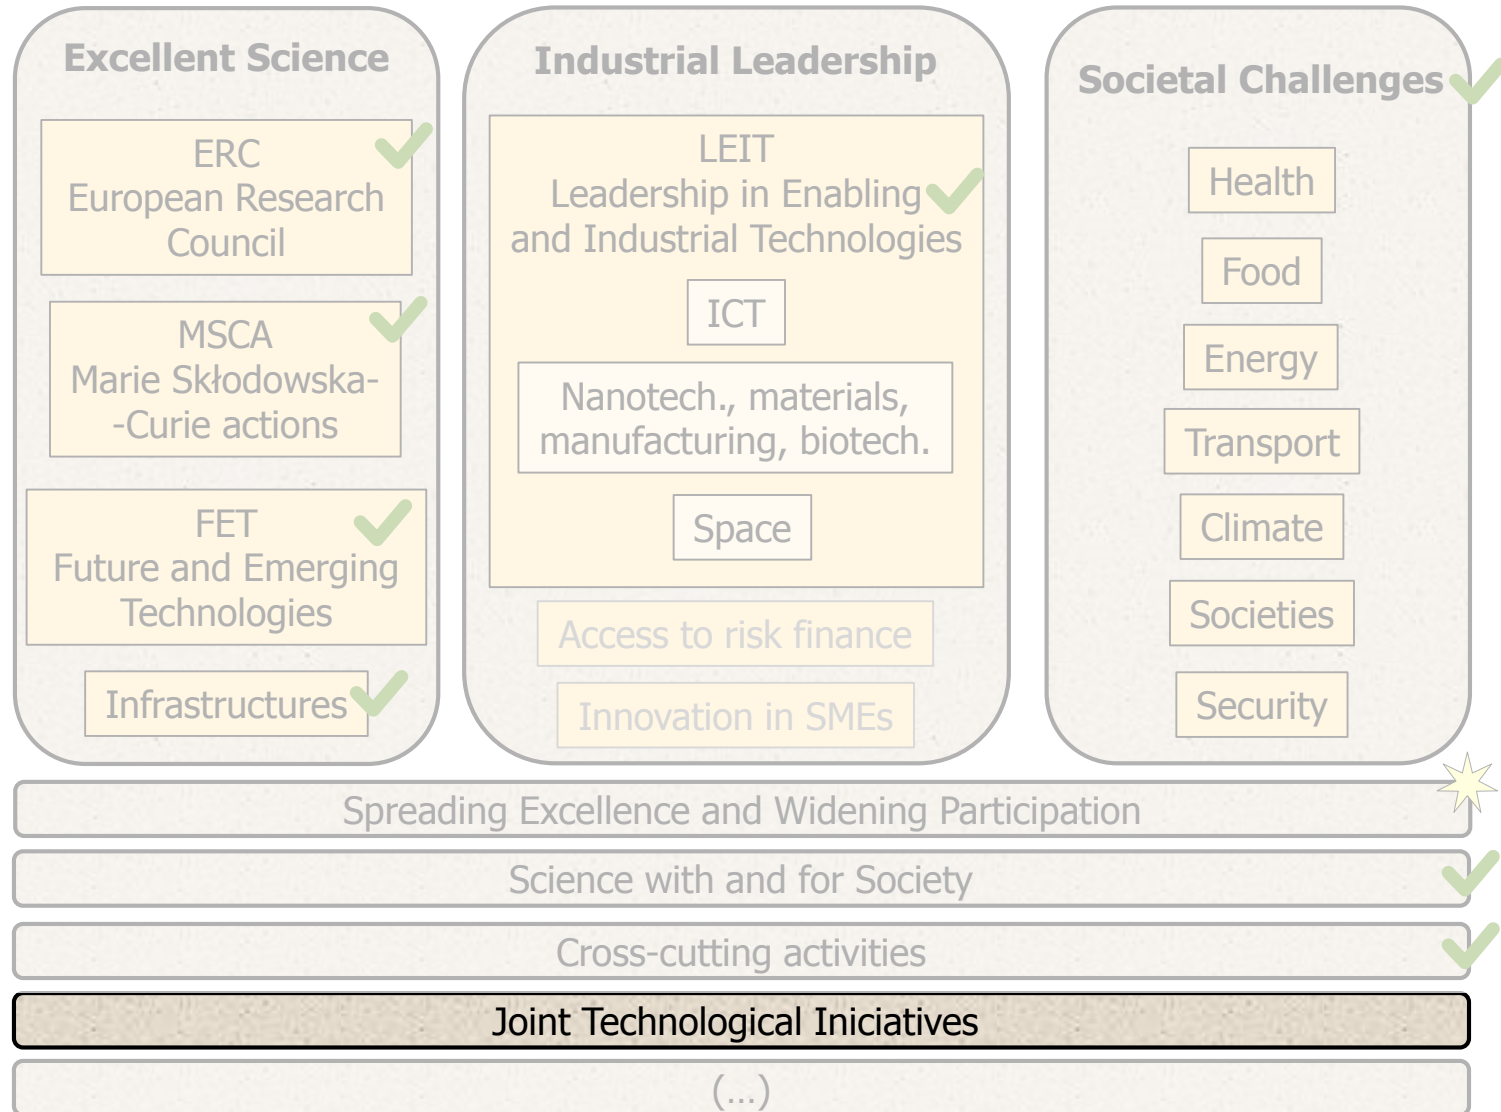 Excellent Science
ERC
European Research
Council
MSCA
Marie Skłodowska-
-Curie actions
FET
Future and Emerging
Technologies
Infrastructures
Industrial Leadership
LEIT
Leadership in Enabling
and Industrial Technologies
ICT
Nanotech., materials,
manufacturing, biotech.
Space
Access to risk finance
Innovation in SMEs
Societal Challenges
Health
Food
Energy
Transport
Climate
Societies
Security
Spreading Excellence and Widening Participation
Science with and for Society
Cross-cutting activities
Joint Technological Iniciatives
(...)